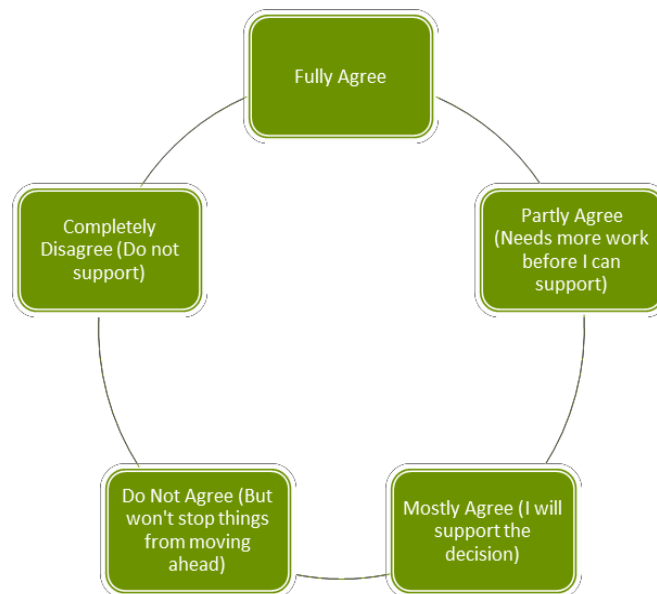 Fully Agree
Partly Agree
(Needs more work
before I can
support)
Mostly Agree (I will
support the
decision)
Do Not Agree (But
won't stop things
from moving
ahead)
Completely
Disagree (Do not
support)